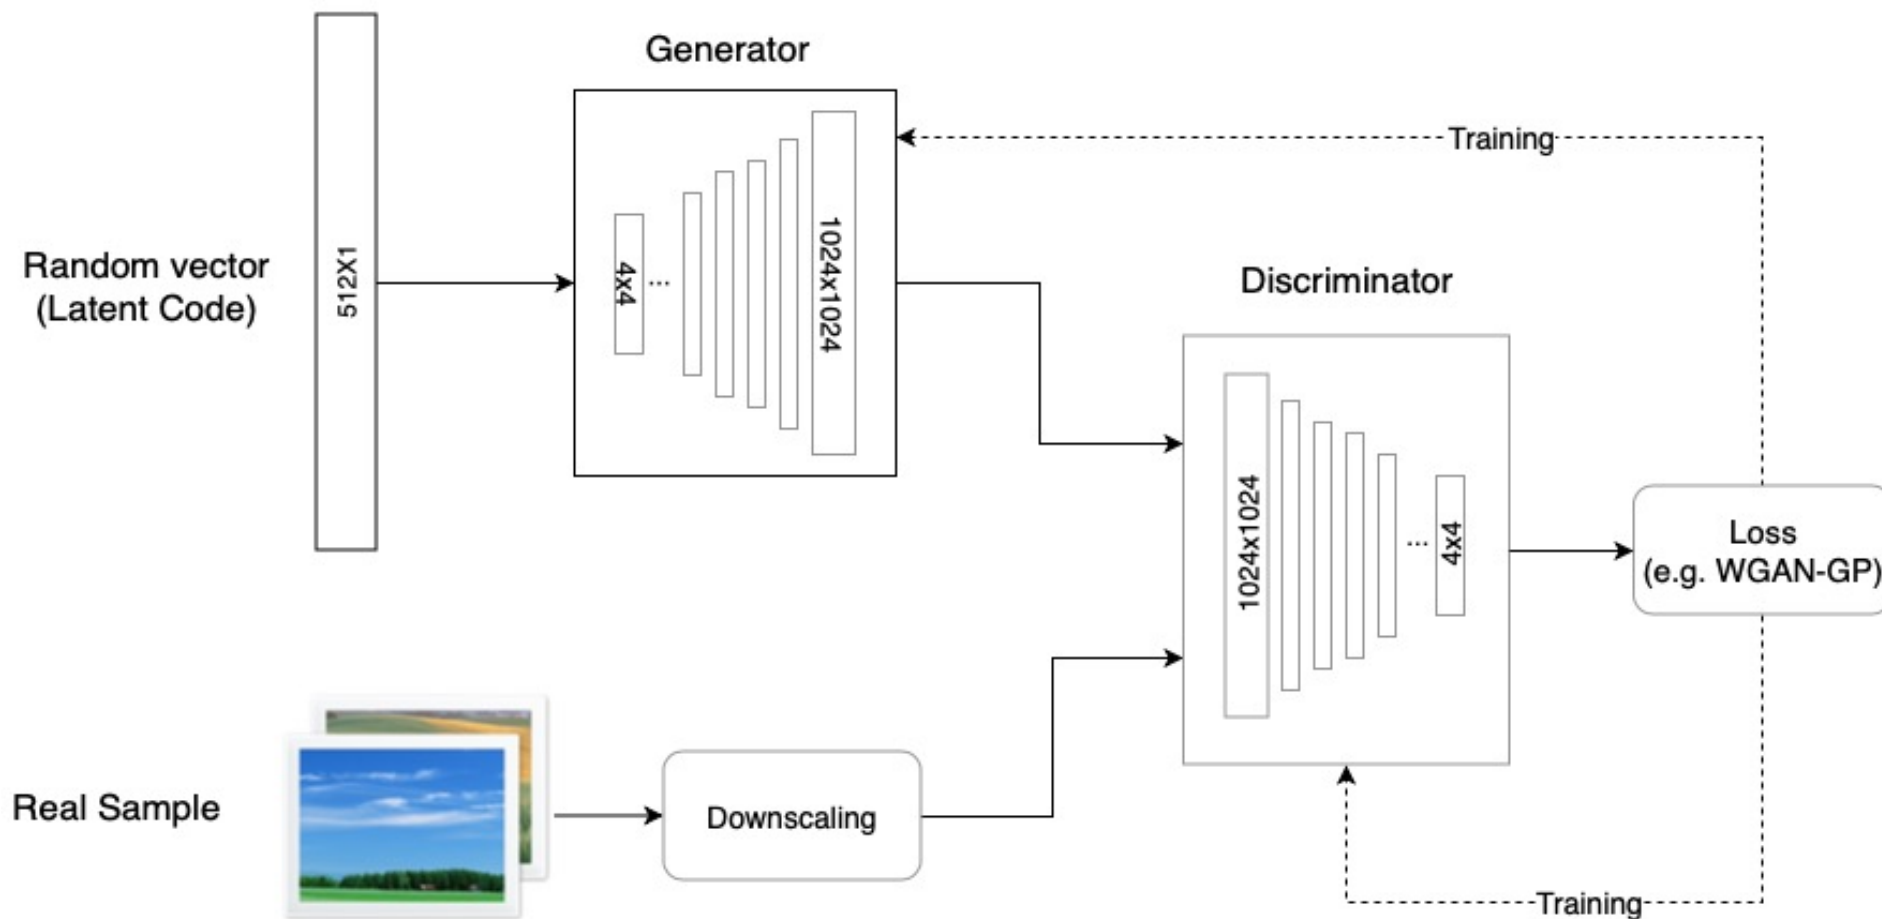 Generator
Training
Random vector
(Latent Code)
512X1
4x4
...
1024x1024
Discriminator
1024x1024
...
4x4
Loss
(e.g. WGAN-GP)
Real Sample
Downscaling
Training